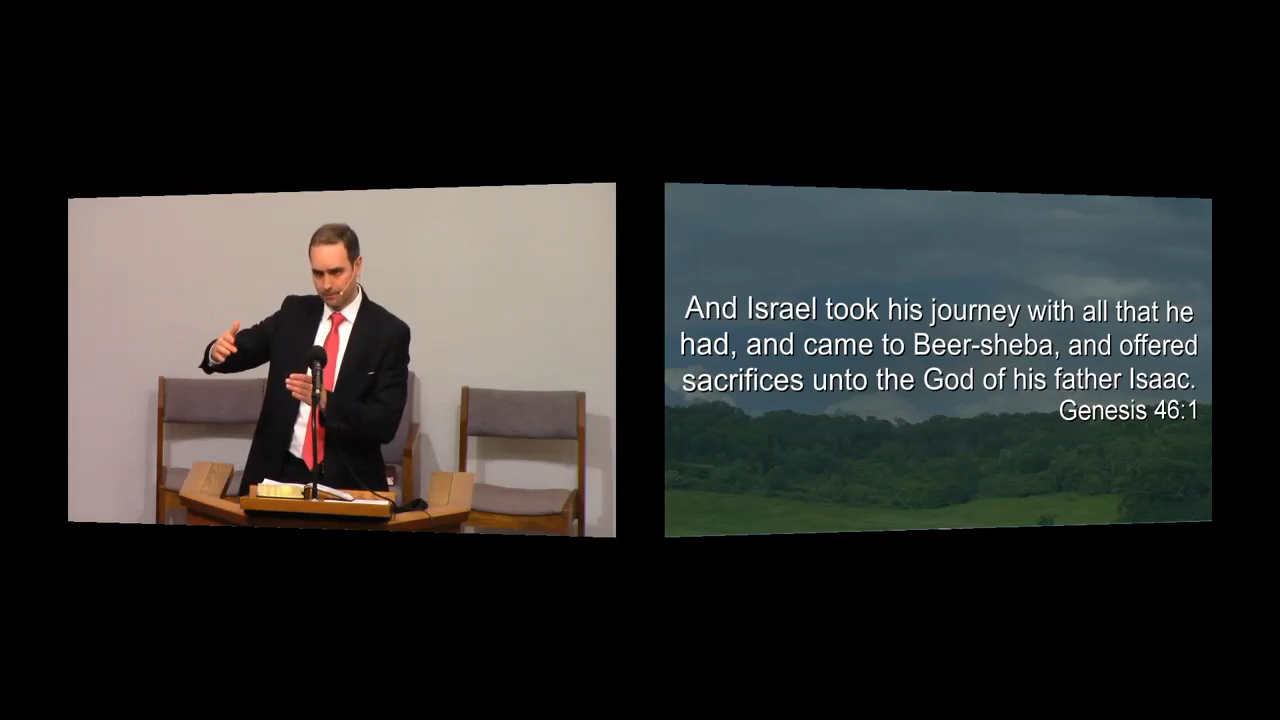 And Israel took his journey with all that he
had, and came to Beer-sheba, and offered
sacrifices unto the God of his father Isaac.
Genesis 46:1